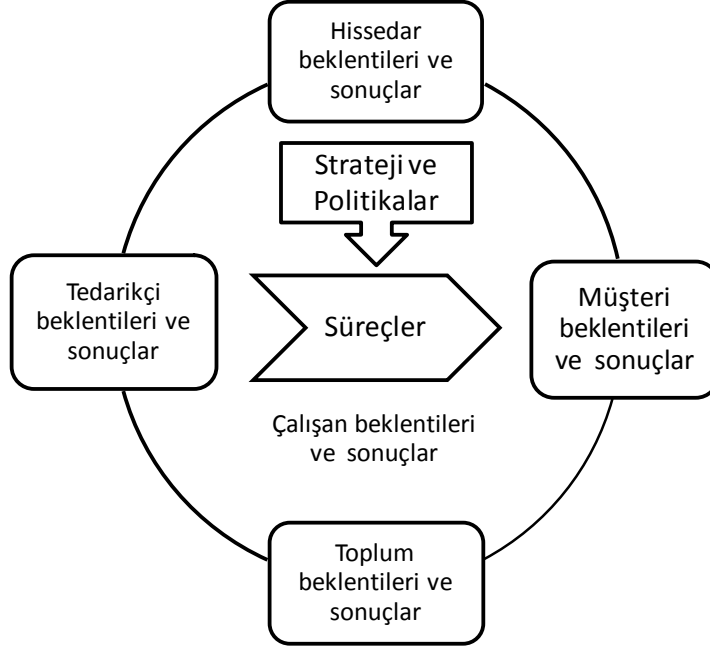 Hissedar
beklentileri ve
sonuçlar
Strateji ve
Politikalar
Tedarikçi
beklentileri ve
sonuçlar
Süreçler
Müşteri
beklentileri
ve sonuçlar
Çalışan beklentileri
ve sonuçlar
Toplum
beklentileri ve
sonuçlar